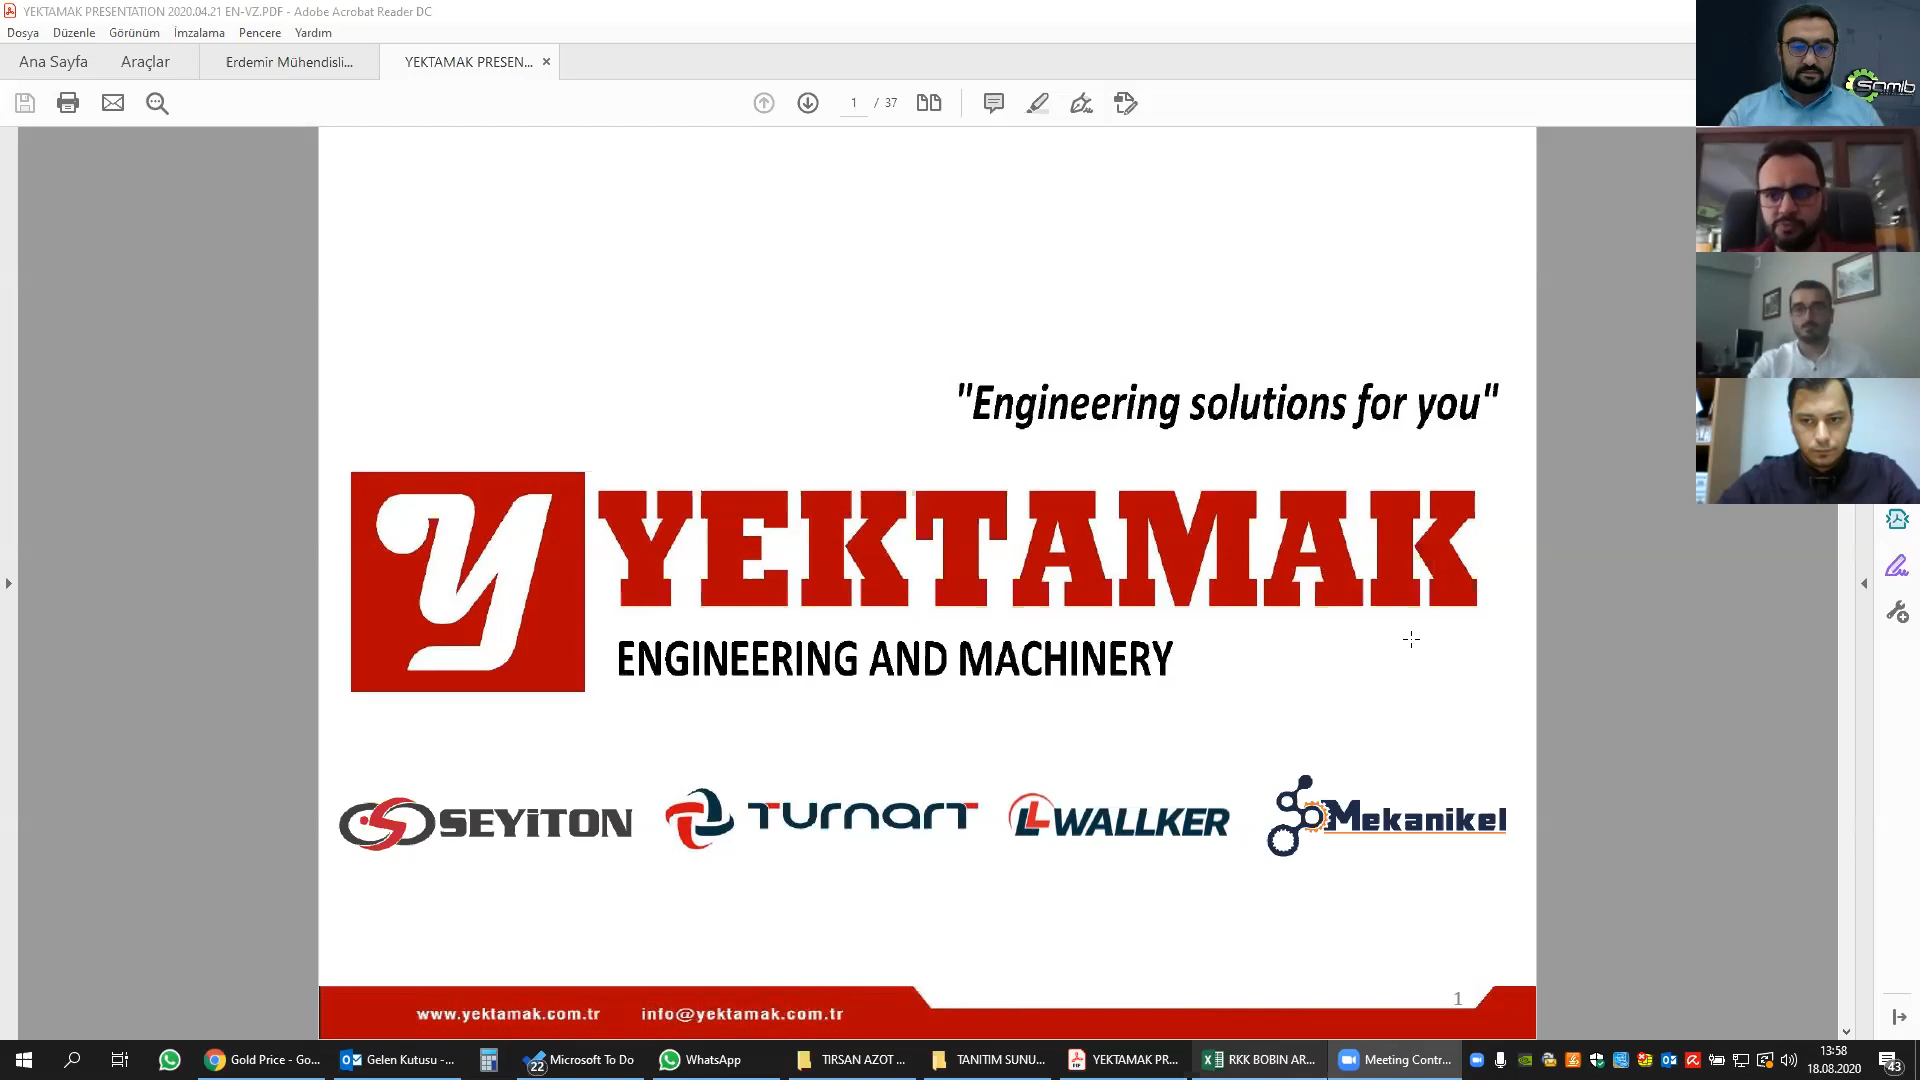 YEKTAMAK PRESENTATION 2020.04.21 EN-VZ.PDF - Adobe Acrobat Reader DC
Dosya Düzenle Görünüm İmzalama Pencere Yardım
Ana Sayfa Araçlar Erdemir Mühendisli... YEKTAMAK PRESEN... ×
1 / 37
SAMIB
"Engineering solutions for you"
Y YEKTAMAK
ENGINEERING AND MACHINERY
SEYİTON TURNART WALLKER Mekanikel
1
www.yektamak.com.tr info@yektamak.com.tr
Gold Price - Go... Gelen Kutusu -... 22 Microsoft To Do WhatsApp TIRSAN AZOT ... TANITIM SUNU... YEKTAMAK PR... RKK BOBIN AR... Meeting Contr...
13:58
18.08.2020
43